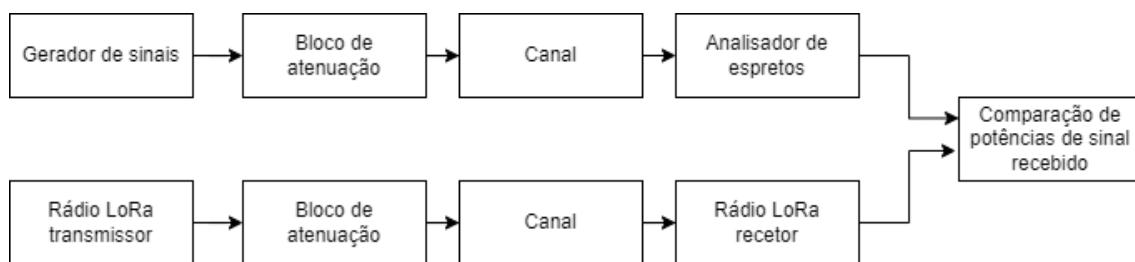 Gerador de sinais
Bloco de
atenuação
Canal
Analisador de
espretos
Comparação de
potências de sinal
recebido
Rádio LoRa
transmissor
Bloco de
atenuação
Canal
Rádio LoRa
recetor